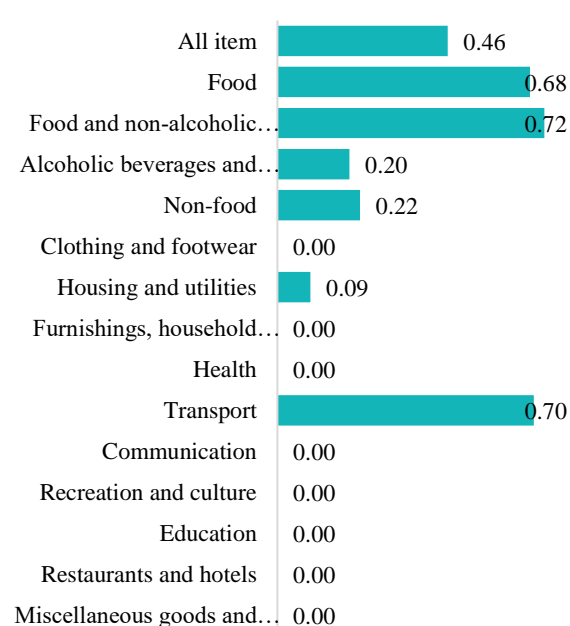 All item 0.46
Food 0.68
Food and non-alcoholic… 0.72
Alcoholic beverages and… 0.20
Non-food 0.22
Clothing and footwear 0.00
Housing and utilities 0.09
Furnishings, household… 0.00
Health 0.00
Transport 0.70
Communication 0.00
Recreation and culture 0.00
Education 0.00
Restaurants and hotels 0.00
Miscellaneous goods and… 0.00